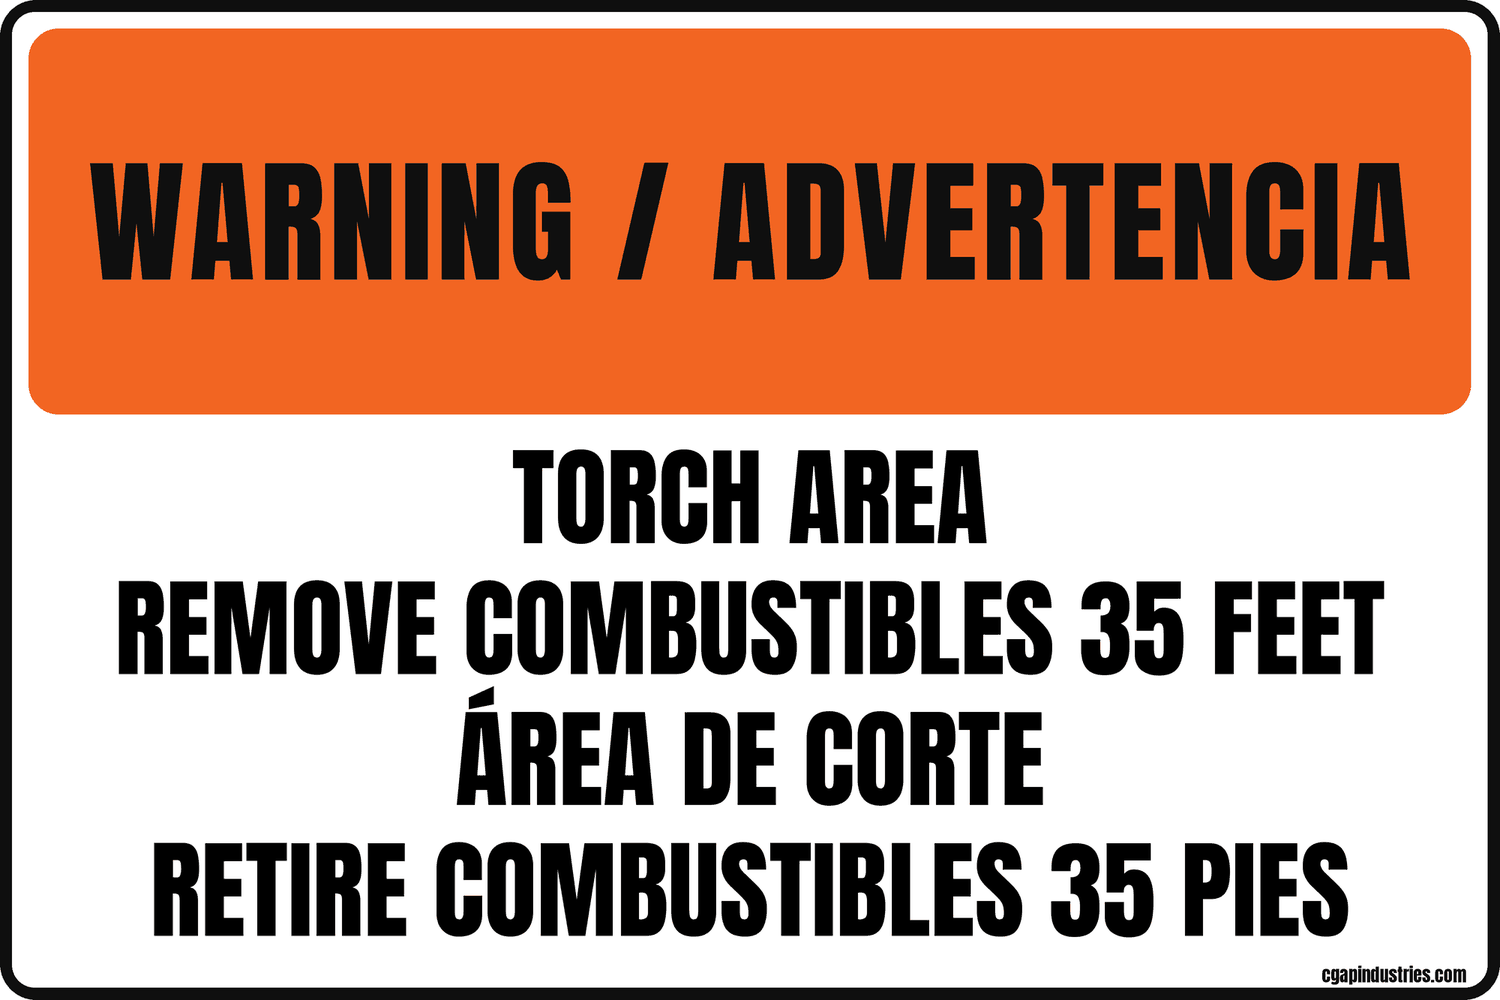 WARNING / ADVERTENCIA
TORCH AREA
REMOVE COMBUSTIBLES 35 FEET
ÁREA DE CORTE
RETIRE COMBUSTIBLES 35 PIES
cgapindustries.com